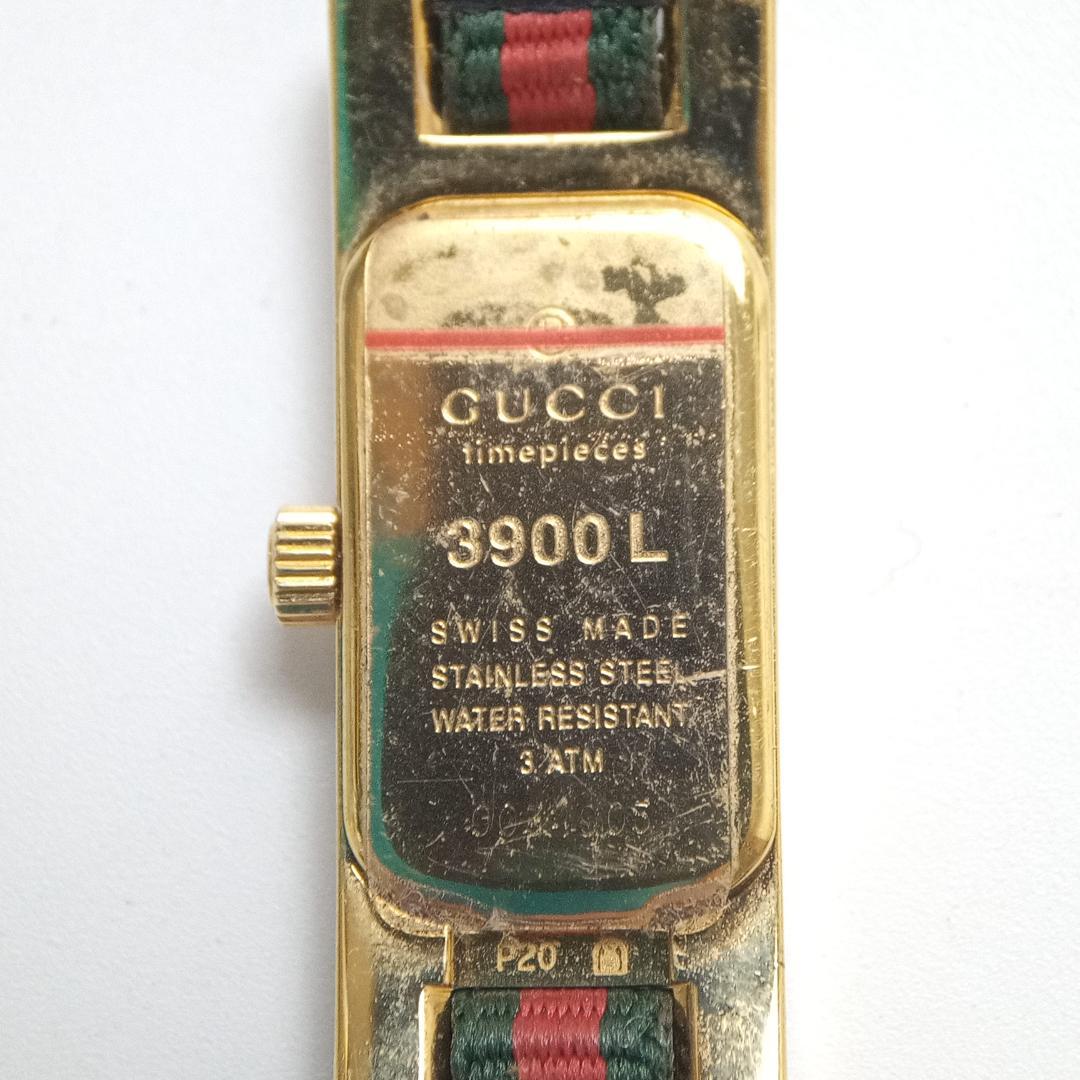 GUCCI
timepieces
3900 L
SWISS MADE
STAINLESS STEEL
WATER RESISTANT
3 ATM
P20